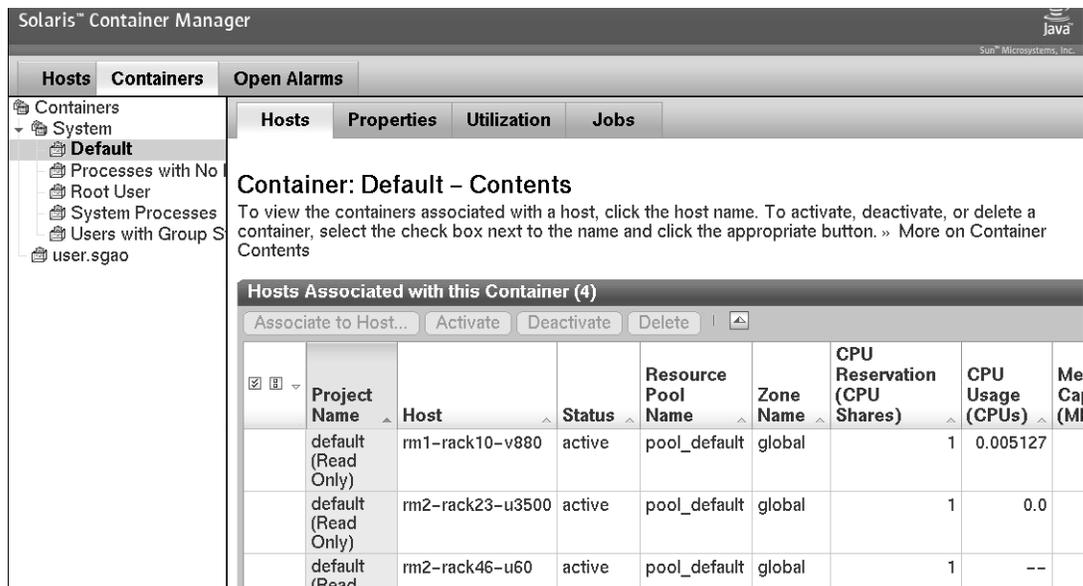 Solaris™ Container Manager
Java™
Sun™ Microsystems, Inc.
Hosts Containers Open Alarms
Containers
System
Default
Processes with No
Root User
System Processes
Users with Group
user.sgao
Hosts Properties Utilization Jobs
Container: Default – Contents
To view the containers associated with a host, click the host name. To activate, deactivate, or delete a
container, select the check box next to the name and click the appropriate button. » More on Container
Contents
Hosts Associated with this Container (4)
Associate to Host... Activate Deactivate Delete
Project
Name
Host
Status
Resource
Pool
Name
Zone
Name
CPU
Reservation
(CPU
Shares)
CPU
Usage
(CPUs)
default
(Read
Only)
rm1-rack10-v880 active pool_default global 1 0.005127
default
(Read
Only)
rm2-rack23-u3500 active pool_default global 1 0.0
default
(Read
rm2-rack46-u60 active pool_default global 1 --